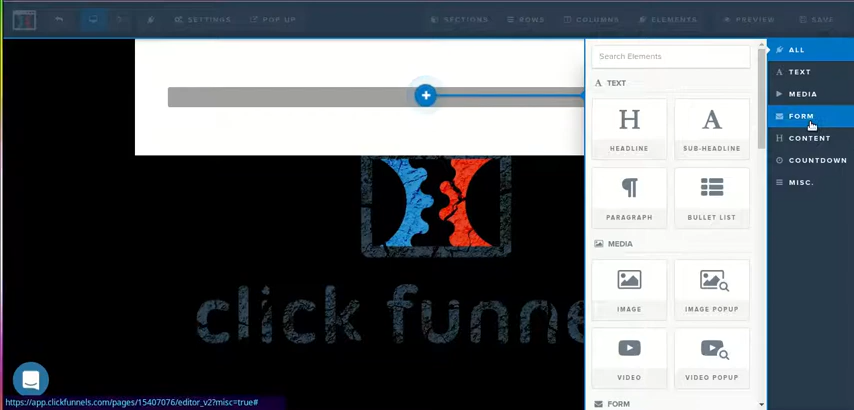 SETTINGS
POP UP
SECTIONS
ROWS
COLUMNS
ELEMENTS
PREVIEW
SAVE
Search Elements
TEXT
H
A
HEADLINE
SUB-HEADLINE
PARAGRAPH
BULLET LIST
MEDIA
IMAGE
IMAGE POPUP
VIDEO
VIDEO POPUP
FORM
ALL
A TEXT
MEDIA
FORM
H CONTENT
COUNTDOWN
MISC.
click funne
https://app.clickfunnels.com/pages/15407076/editor_v2?misc=true#